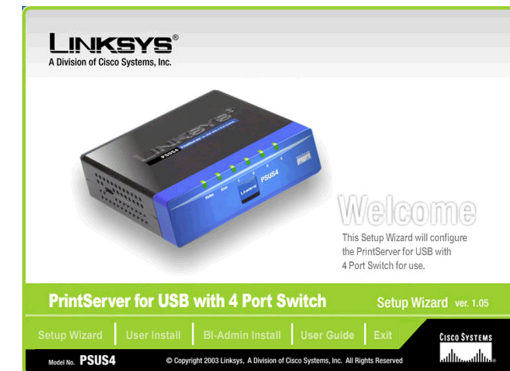 LINKSYS®
A Division of Cisco Systems, Inc.
LINKSYS
PSUS4
LINKSYS
PSUS4
Welcome
This Setup Wizard will configure
the PrintServer for USB with
4 Port Switch for use.
PrintServer for USB with 4 Port Switch
Setup Wizard ver. 1.05
Setup Wizard
User Install
BI-Admin Install
User Guide
Exit
CISCO SYSTEMS
Model No. PSUS4
© Copyright 2003 Linksys, A Division of Cisco Systems, Inc. All Rights Reserved